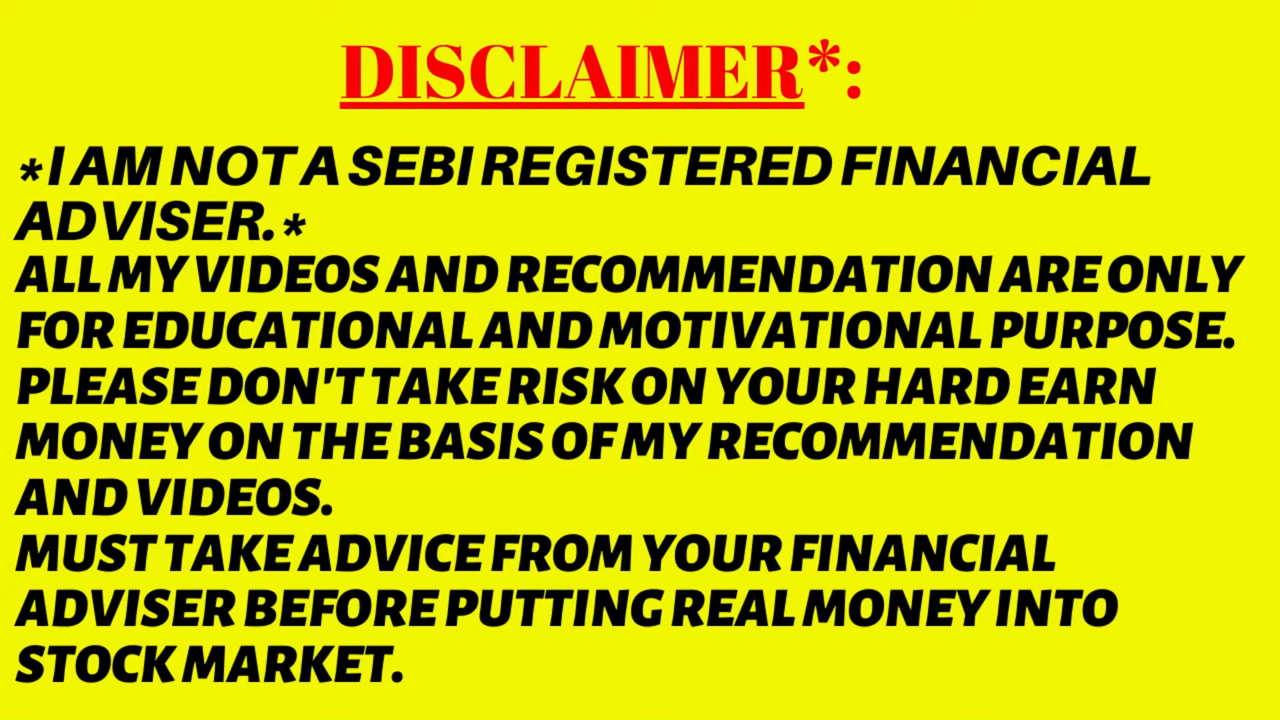 DISCLAIMER*:
*I AM NOT A SEBI REGISTERED FINANCIAL
ADVISER.*
ALL MY VIDEOS AND RECOMMENDATION ARE ONLY
FOR EDUCATIONAL AND MOTIVATIONAL PURPOSE.
PLEASE DON'T TAKE RISK ON YOUR HARD EARN
MONEY ON THE BASIS OF MY RECOMMENDATION
AND VIDEOS.
MUST TAKE ADVICE FROM YOUR FINANCIAL
ADVISER BEFORE PUTTING REAL MONEY INTO
STOCK MARKET.